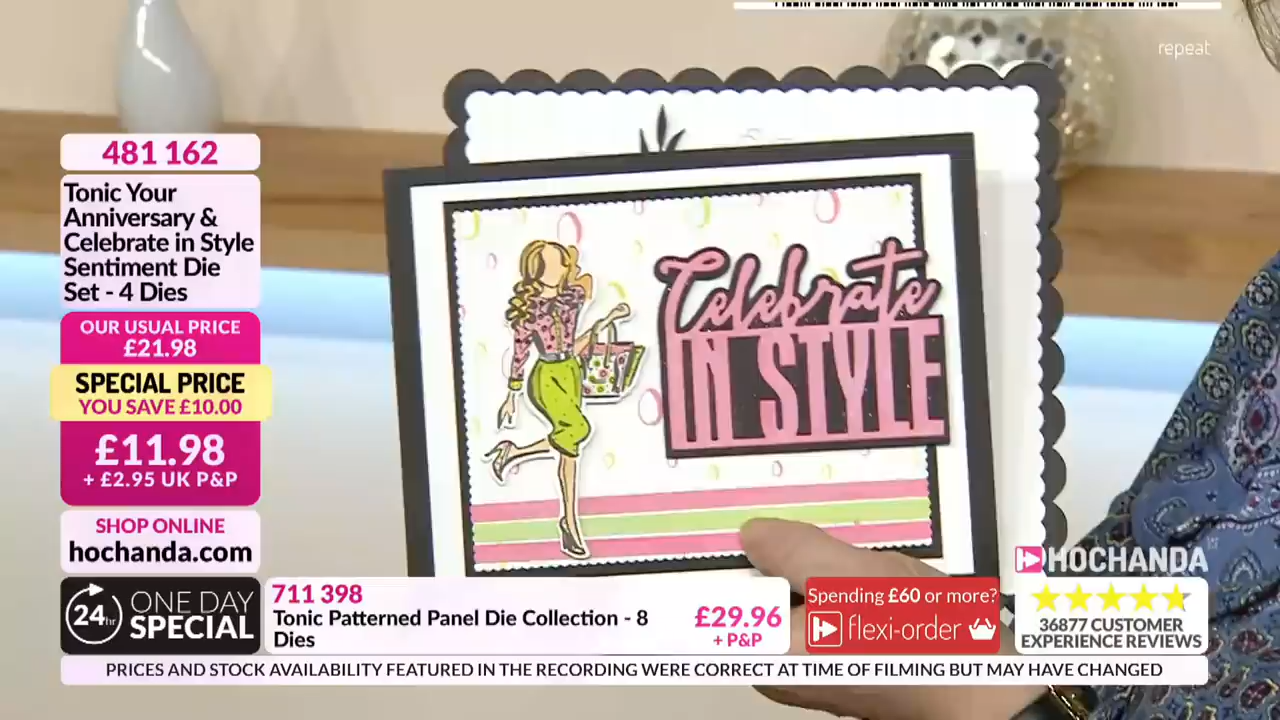 repeat
481 162
Tonic Your
Anniversary &
Celebrate in Style
Sentiment Die
Set - 4 Dies
OUR USUAL PRICE
£21.98
SPECIAL PRICE
YOU SAVE £10.00
£11.98
+ £2.95 UK P&P
SHOP ONLINE
hochanda.com
Celebrate
IN STYLE
HOCHANDA
24hr
ONE DAY
SPECIAL
711 398
Tonic Patterned Panel Die Collection - 8
Dies
£29.96
+ P&P
Spending £60 or more?
flexi-order
36877 CUSTOMER
EXPERIENCE REVIEWS
PRICES AND STOCK AVAILABILITY FEATURED IN THE RECORDING WERE CORRECT AT TIME OF FILMING BUT MAY HAVE CHANGED